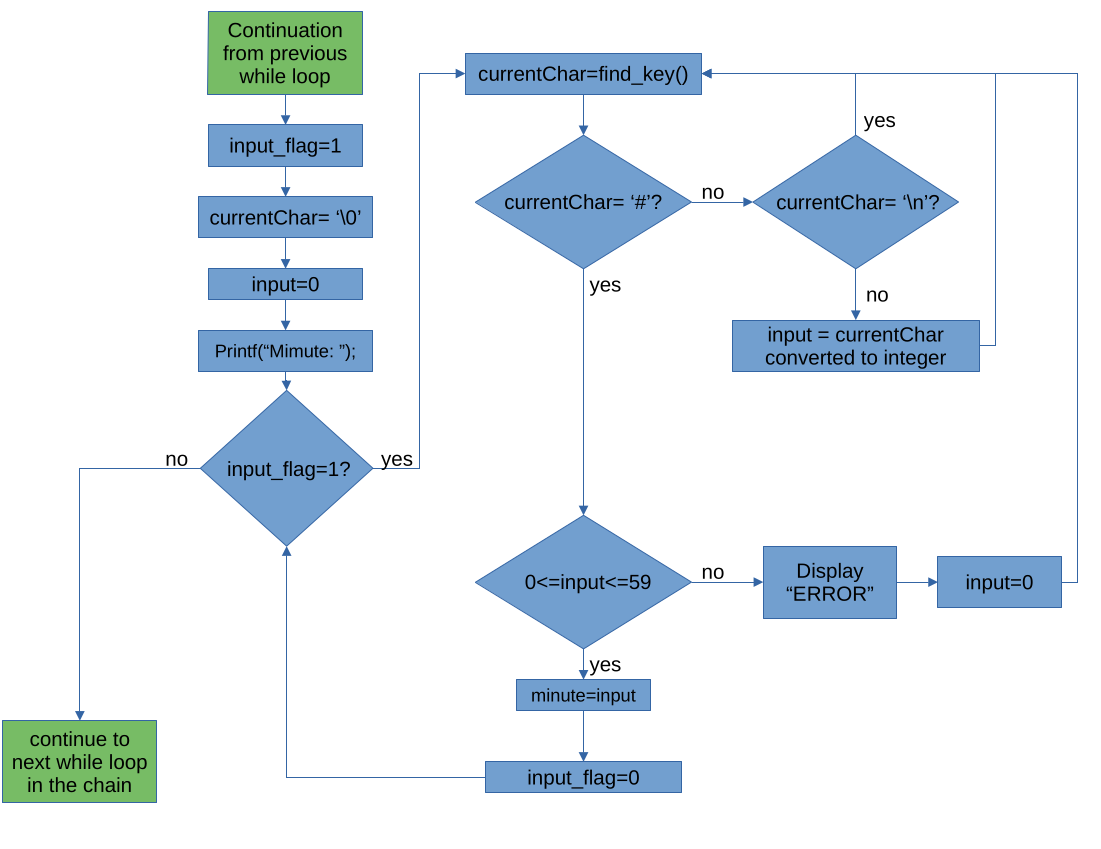 Continuation
from previous
while loop
input_flag=1
currentChar= ‘\0’
input=0
Printf(“Mimute: ”);
input_flag=1?
no
yes
continue to
next while loop
in the chain
currentChar=find_key()
currentChar= ‘#’?
no
yes
currentChar= ‘\n’?
yes
no
input = currentChar
converted to integer
0<=input<=59
no
Display
“ERROR”
input=0
yes
minute=input
input_flag=0